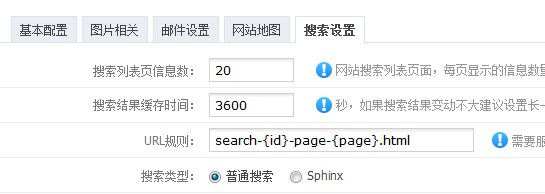 基本配置 图片相关 邮件设置 网站地图 搜索设置
搜索列表页信息数： 20 网站搜索列表页面，每页显示的信息数
搜索结果缓存时间： 3600 秒，如果搜索结果变动不大建议设置长一
URL规则： search-{id}-page-{page}.html 需要服
搜索类型： 普通搜索 Sphinx